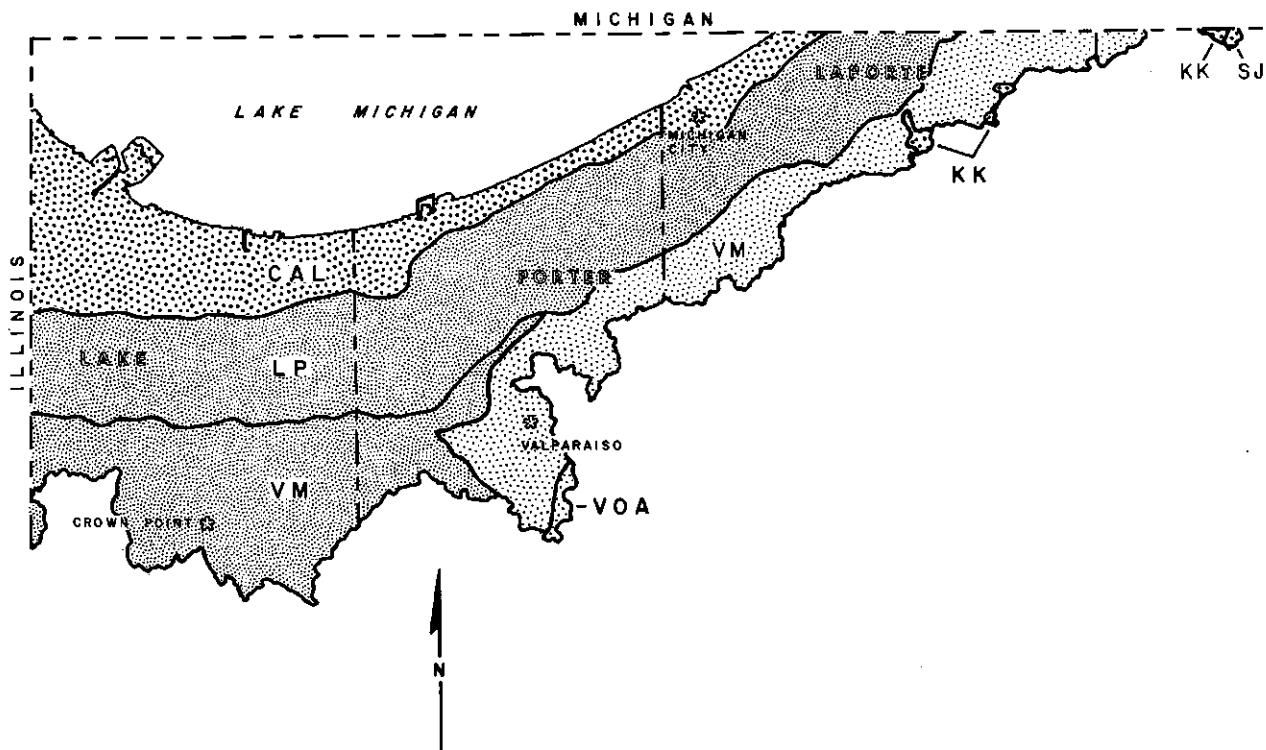 MICHIGAN
LAKE MICHIGAN
LAPORTE
KK SJ
MICHIGAN
CITY
KK
ILLINOIS
CAL
PORTER
VM
LAKE
LP
VALPARAISO
VM
-VOA
CROWN POINT
N